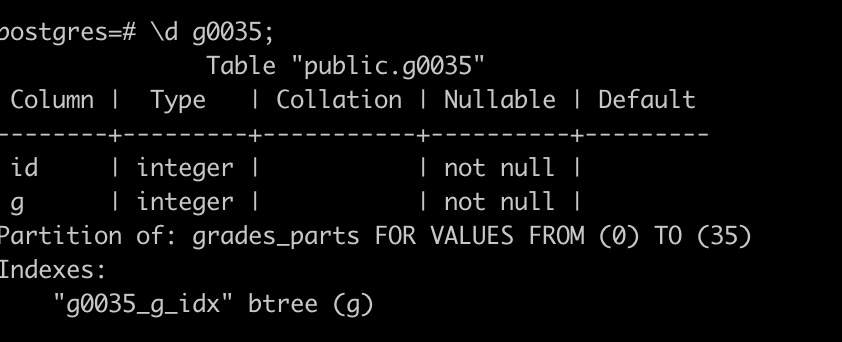 postgres=# \d g0035;
Table "public.g0035"
Column | Type | Collation | Nullable | Default
--------+---------+-----------+----------+---------
id | integer | | not null |
g | integer | | not null |
Partition of: grades_parts FOR VALUES FROM (0) TO (35)
Indexes:
"g0035_g_idx" btree (g)